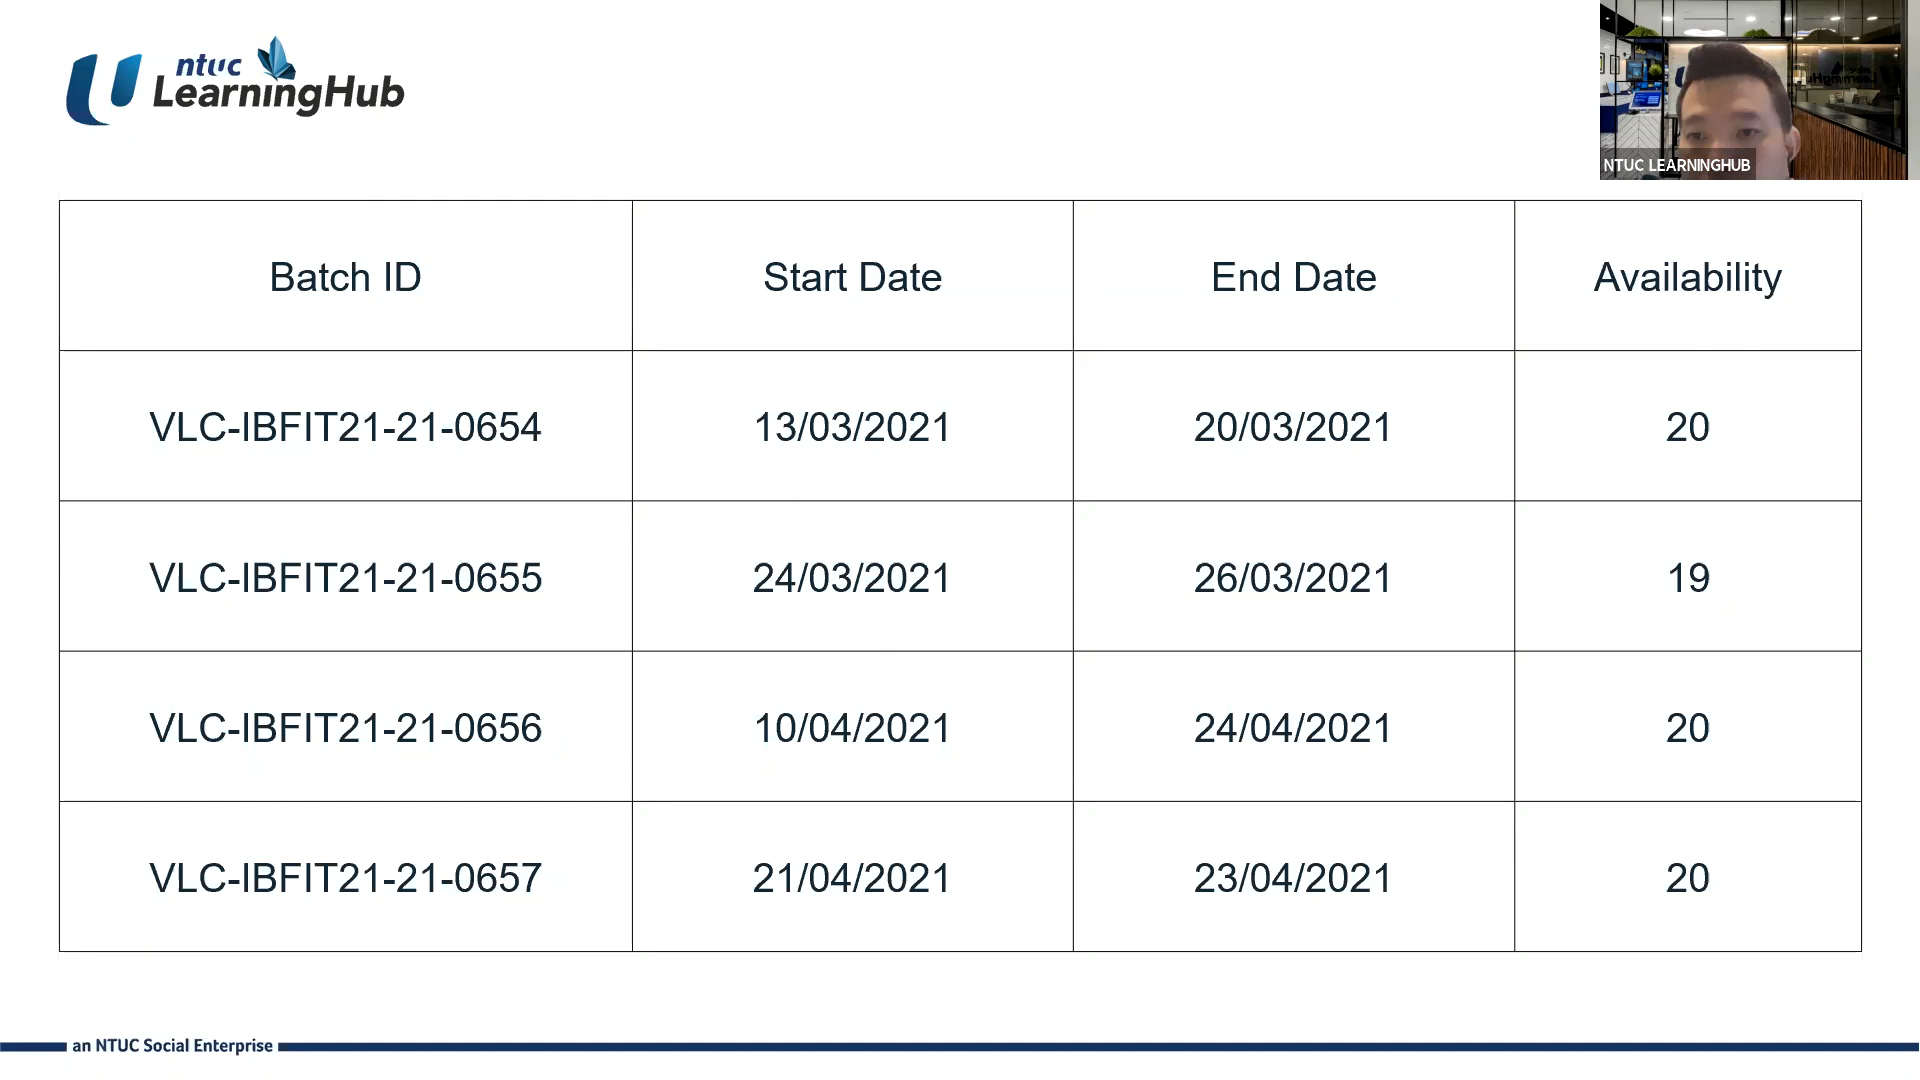 ntuc
LearningHub
NTUC LEARNINGHUB
Batch ID Start Date End Date Availability
VLC-IBFIT21-21-0654 13/03/2021 20/03/2021 20
VLC-IBFIT21-21-0655 24/03/2021 26/03/2021 19
VLC-IBFIT21-21-0656 10/04/2021 24/04/2021 20
VLC-IBFIT21-21-0657 21/04/2021 23/04/2021 20
an NTUC Social Enterprise